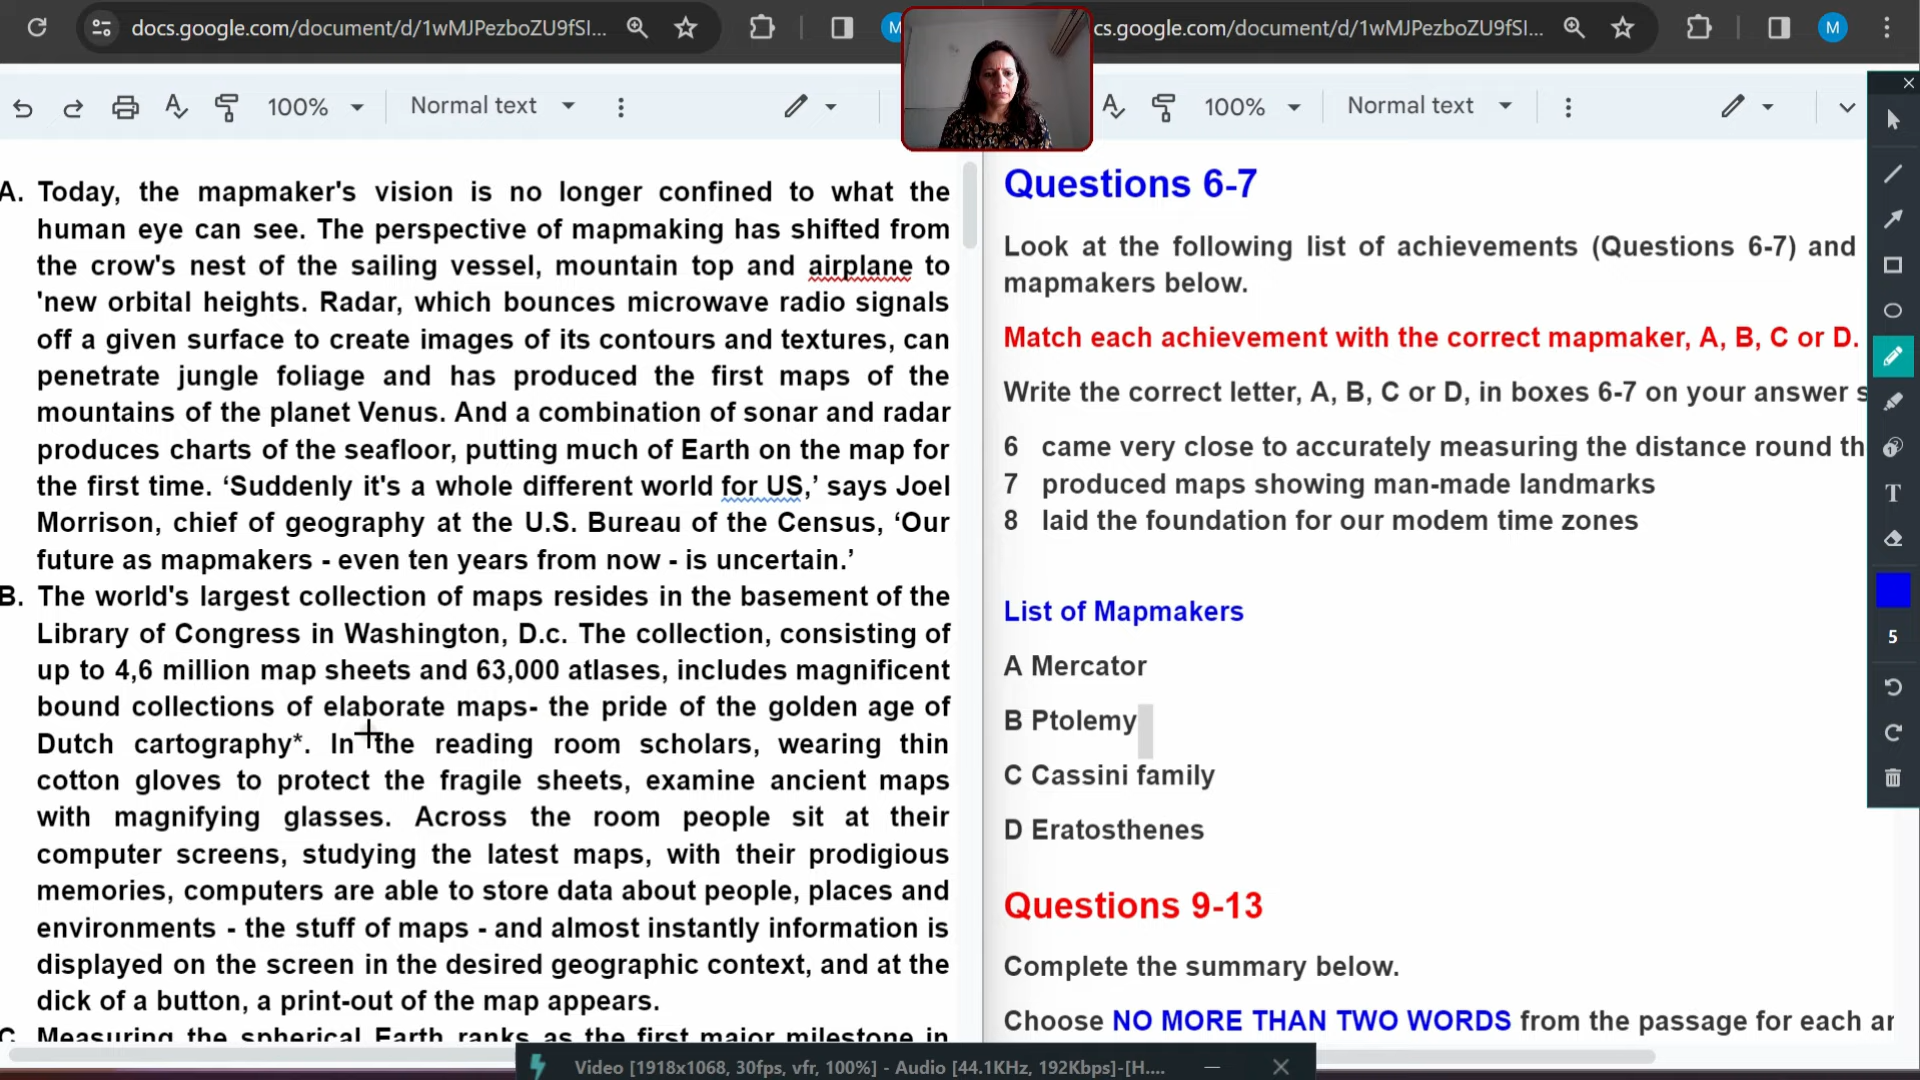 docs.google.com/document/d/1wMJPezboZU9fSl...
M
cs.google.com/document/d/1wMJPezboZU9fSl...
M
100%
Normal text
100%
Normal text
A. Today, the mapmaker's vision is no longer confined to what the
human eye can see. The perspective of mapmaking has shifted from
the crow's nest of the sailing vessel, mountain top and airplane to
'new orbital heights. Radar, which bounces microwave radio signals
off a given surface to create images of its contours and textures, can
penetrate jungle foliage and has produced the first maps of the
mountains of the planet Venus. And a combination of sonar and radar
produces charts of the seafloor, putting much of Earth on the map for
the first time. ‘Suddenly it's a whole different world for US,’ says Joel
Morrison, chief of geography at the U.S. Bureau of the Census, ‘Our
future as mapmakers - even ten years from now - is uncertain.’
B. The world's largest collection of maps resides in the basement of the
Library of Congress in Washington, D.c. The collection, consisting of
up to 4,6 million map sheets and 63,000 atlases, includes magnificent
bound collections of elaborate maps- the pride of the golden age of
Dutch cartography*. In the reading room scholars, wearing thin
cotton gloves to protect the fragile sheets, examine ancient maps
with magnifying glasses. Across the room people sit at their
computer screens, studying the latest maps, with their prodigious
memories, computers are able to store data about people, places and
environments - the stuff of maps - and almost instantly information is
displayed on the screen in the desired geographic context, and at the
dick of a button, a print-out of the map appears.
C. Measuring the spherical Earth ranks as the first major milestone in
Questions 6-7
Look at the following list of achievements (Questions 6-7) and
mapmakers below.
Match each achievement with the correct mapmaker, A, B, C or D.
Write the correct letter, A, B, C or D, in boxes 6-7 on your answer s
6 came very close to accurately measuring the distance round th
7 produced maps showing man-made landmarks
8 laid the foundation for our modem time zones
List of Mapmakers
A Mercator
B Ptolemy
C Cassini family
D Eratosthenes
Questions 9-13
Complete the summary below.
Choose NO MORE THAN TWO WORDS from the passage for each an
T
5
Video [1918x1068, 30fps, vfr, 100%] - Audio [44.1KHz, 192Kbps]-[H....